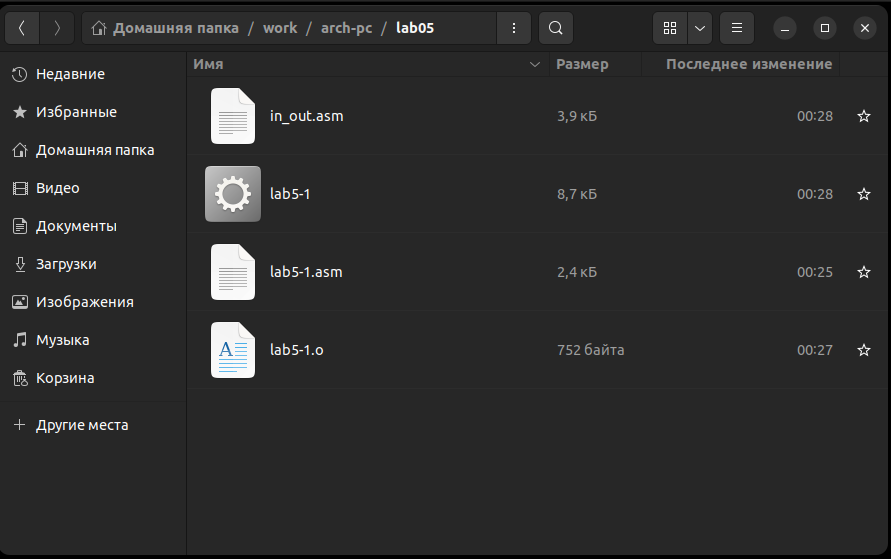 Домашняя папка / work / arch-pc / lab05
Имя Размер Последнее изменение
Недавние
Избранные
Домашняя папка
Видео
Документы
Загрузки
Изображения
Музыка
Корзина
Другие места
in_out.asm 3,9 кБ 00:28
lab5-1 8,7 кБ 00:28
lab5-1.asm 2,4 кБ 00:25
lab5-1.o 752 байта 00:27